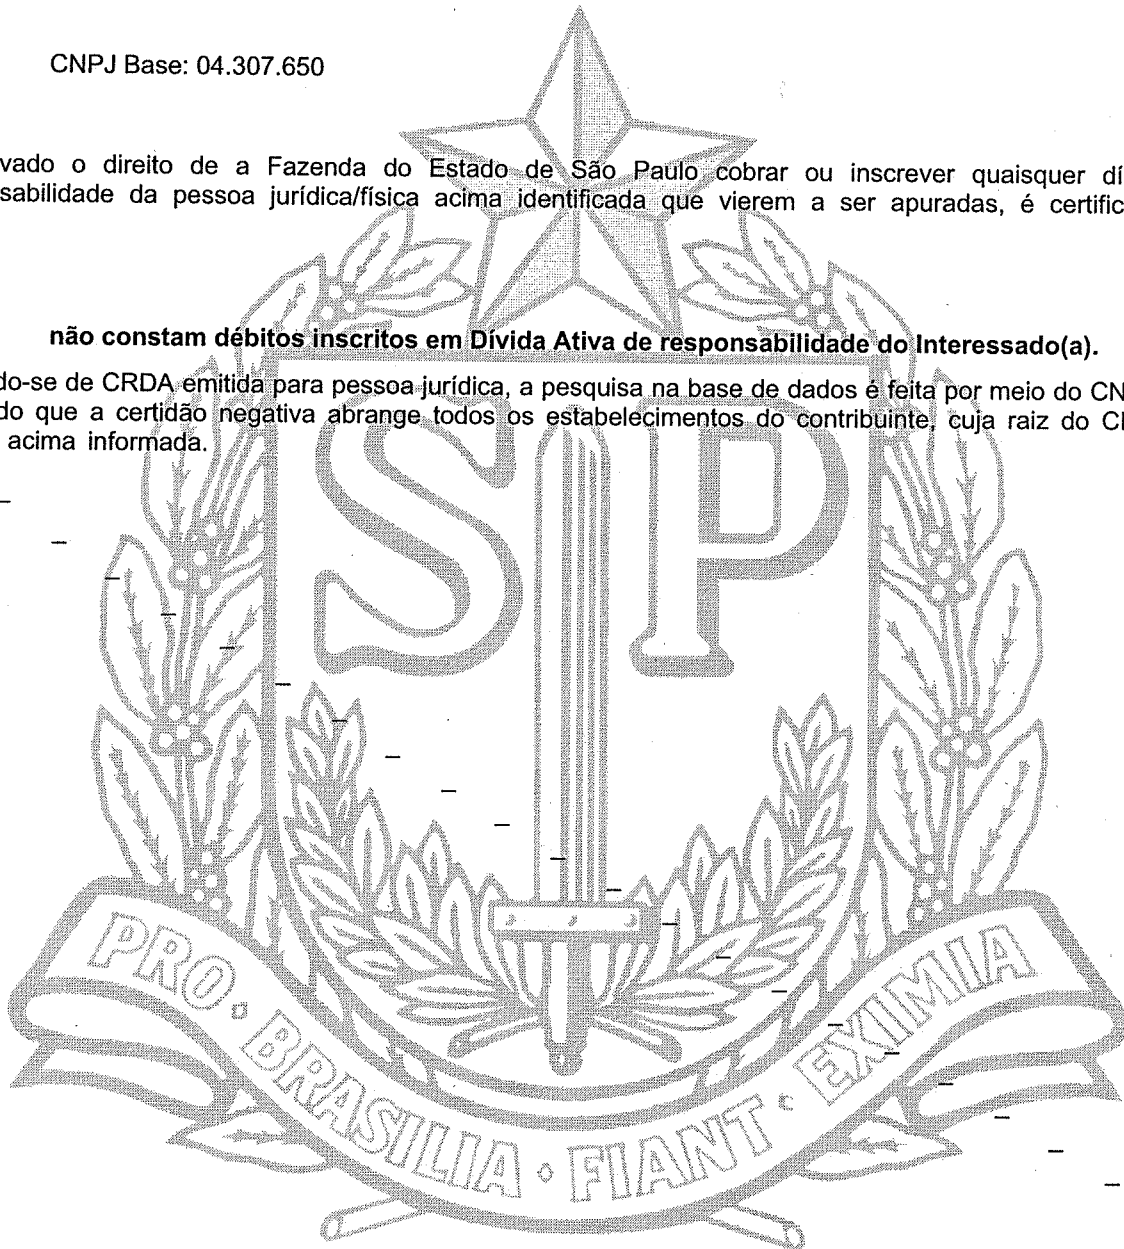 CNPJ Base: 04.307.650
vado o direito de a Fazenda do Estado de São Paulo cobrar ou inscrever quaisquer dí
sabilidade da pessoa jurídica/física acima identificada que vierem a ser apuradas, é certific
não constam débitos inscritos em Dívida Ativa de responsabilidade do Interessado(a).
do-se de CRDA emitida para pessoa jurídica, a pesquisa na base de dados é feita por meio do CN
do que a certidão negativa abrange todos os estabelecimentos do contribuinte, cuja raiz do C
acima informada.
SP
PRO · BRASILIA · FIANT · EXIMIA